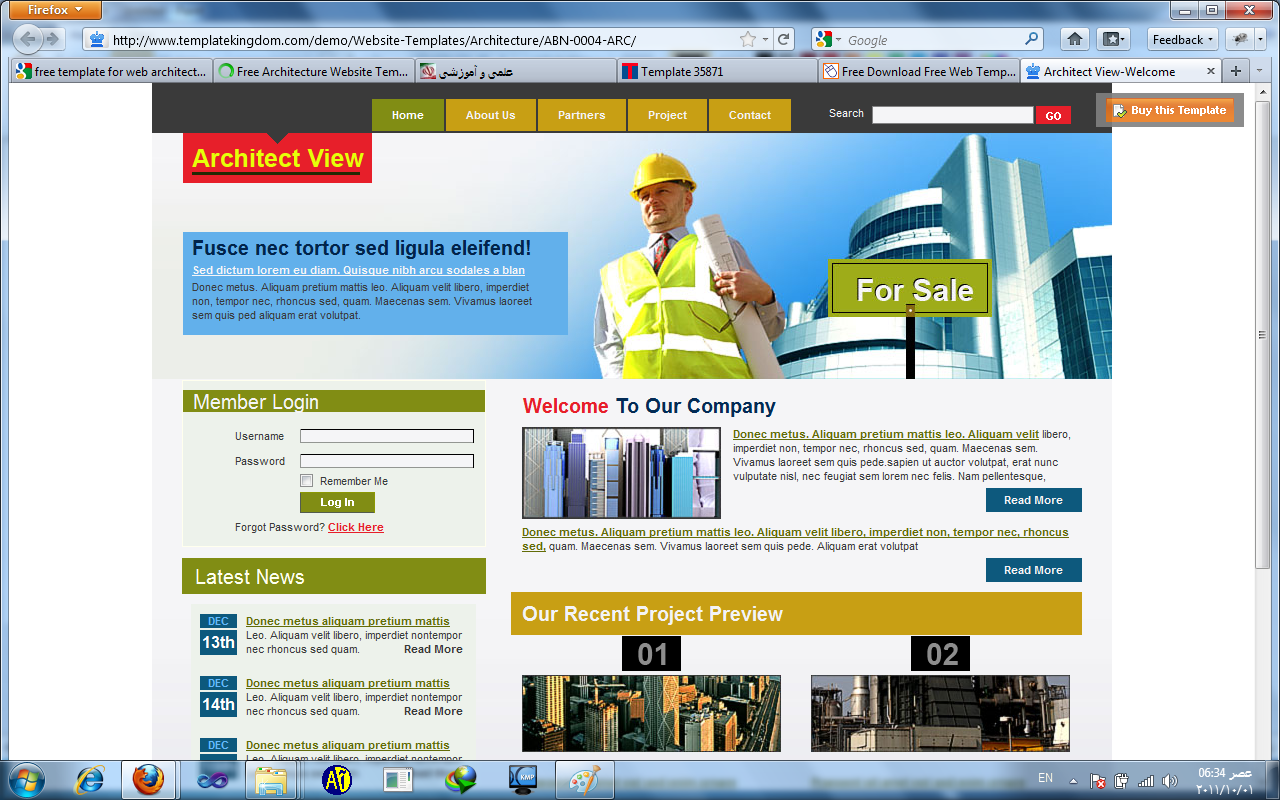 Firefox
http://www.templatekingdom.com/demo/Website-Templates/Architecture/ABN-0004-ARC/
Google
Feedback
free template for web architect...
Free Architecture Website Tem...
علمی و آموزشی
Template 35871
Free Download Free Web Temp...
Architect View-Welcome
Home
About Us
Partners
Project
Contact
Search
GO
Buy this Template
Architect View
Fusce nec tortor sed ligula eleifend!
Sed dictum lorem eu diam. Quisque nibh arcu sodales a blan
Donec metus. Aliquam pretium mattis leo. Aliquam velit libero, imperdiet
non, tempor nec, rhoncus sed, quam. Maecenas sem. Vivamus laoreet
sem quis ped aliquam erat volutpat.
For Sale
Member Login
Username
Password
Remember Me
Log In
Forgot Password? Click Here
Latest News
DEC
13th
Donec metus aliquam pretium mattis
Leo. Aliquam velit libero, imperdiet nontempor
nec rhoncus sed quam. Read More
DEC
14th
Donec metus aliquam pretium mattis
Leo. Aliquam velit libero, imperdiet nontempor
nec rhoncus sed quam. Read More
DEC
Donec metus aliquam pretium mattis
Welcome To Our Company
Donec metus. Aliquam pretium mattis leo. Aliquam velit libero,
imperdiet non, tempor nec, rhoncus sed, quam. Maecenas sem.
Vivamus laoreet sem quis pede.sapien ut auctor volutpat, erat nunc
vulputate nisl, nec feugiat sem lorem nec felis. Nam pellentesque,
Read More
Donec metus. Aliquam pretium mattis leo. Aliquam velit libero, imperdiet non, tempor nec, rhoncus
sed, quam. Maecenas sem. Vivamus laoreet sem quis pede. Aliquam erat volutpat
Read More
Our Recent Project Preview
01
02
KMP
EN
06:34 عصر
۲۰۱۱/۱۰/۰۱